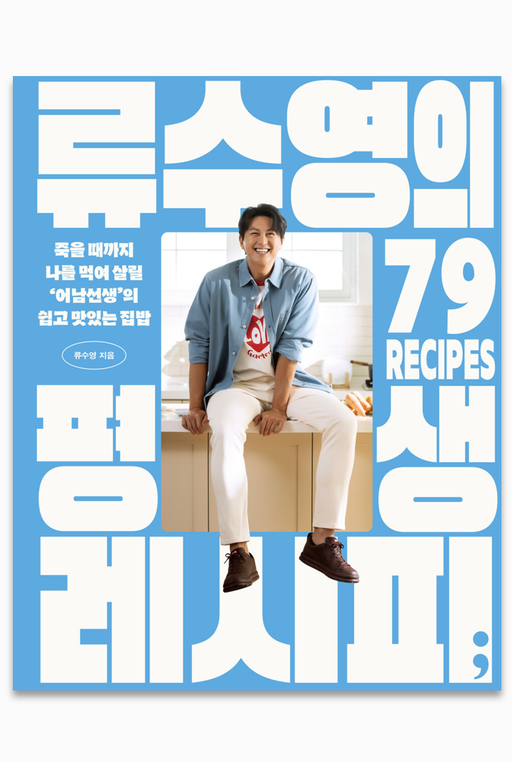 류수영의
죽을 때까지
나를 먹여 살릴
‘어남선생’의
쉽고 맛있는 집밥
류수영 지음
79
RECIPES
평생
레시피;
Love
Garten